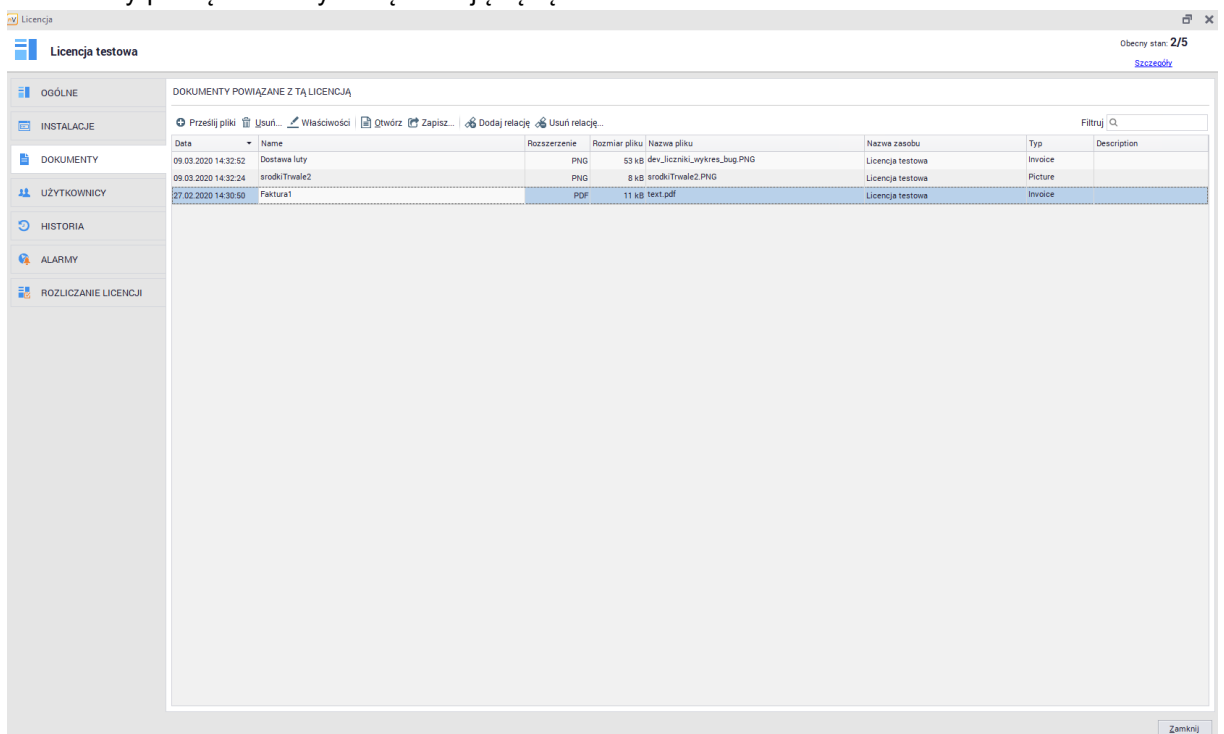 nV Licencja
Licencja testowa
Obecny stan: 2/5
Szczegóły
OGÓLNE
INSTALACJE
DOKUMENTY
UŻYTKOWNICY
HISTORIA
ALARMY
ROZLICZANIE LICENCJI
DOKUMENTY POWIĄZANE Z TĄ LICENCJĄ
Prześlij pliki Usuń... Właściwości Otwórz Zapisz... Dodaj relację Usuń relację... Filtruj
Data Name Rozszerzenie Rozmiar pliku Nazwa pliku Nazwa zasobu Typ Description
09.03.2020 14:32:52 Dostawa luty PNG 53 kB dev_liczniki_wykres_bug.PNG Licencja testowa Invoice
09.03.2020 14:32:24 srodkiTrwale2 PNG 8 kB srodkiTrwale2.PNG Licencja testowa Picture
27.02.2020 14:30:50 Faktura1 PDF 11 kB text.pdf Licencja testowa Invoice
Zamknij